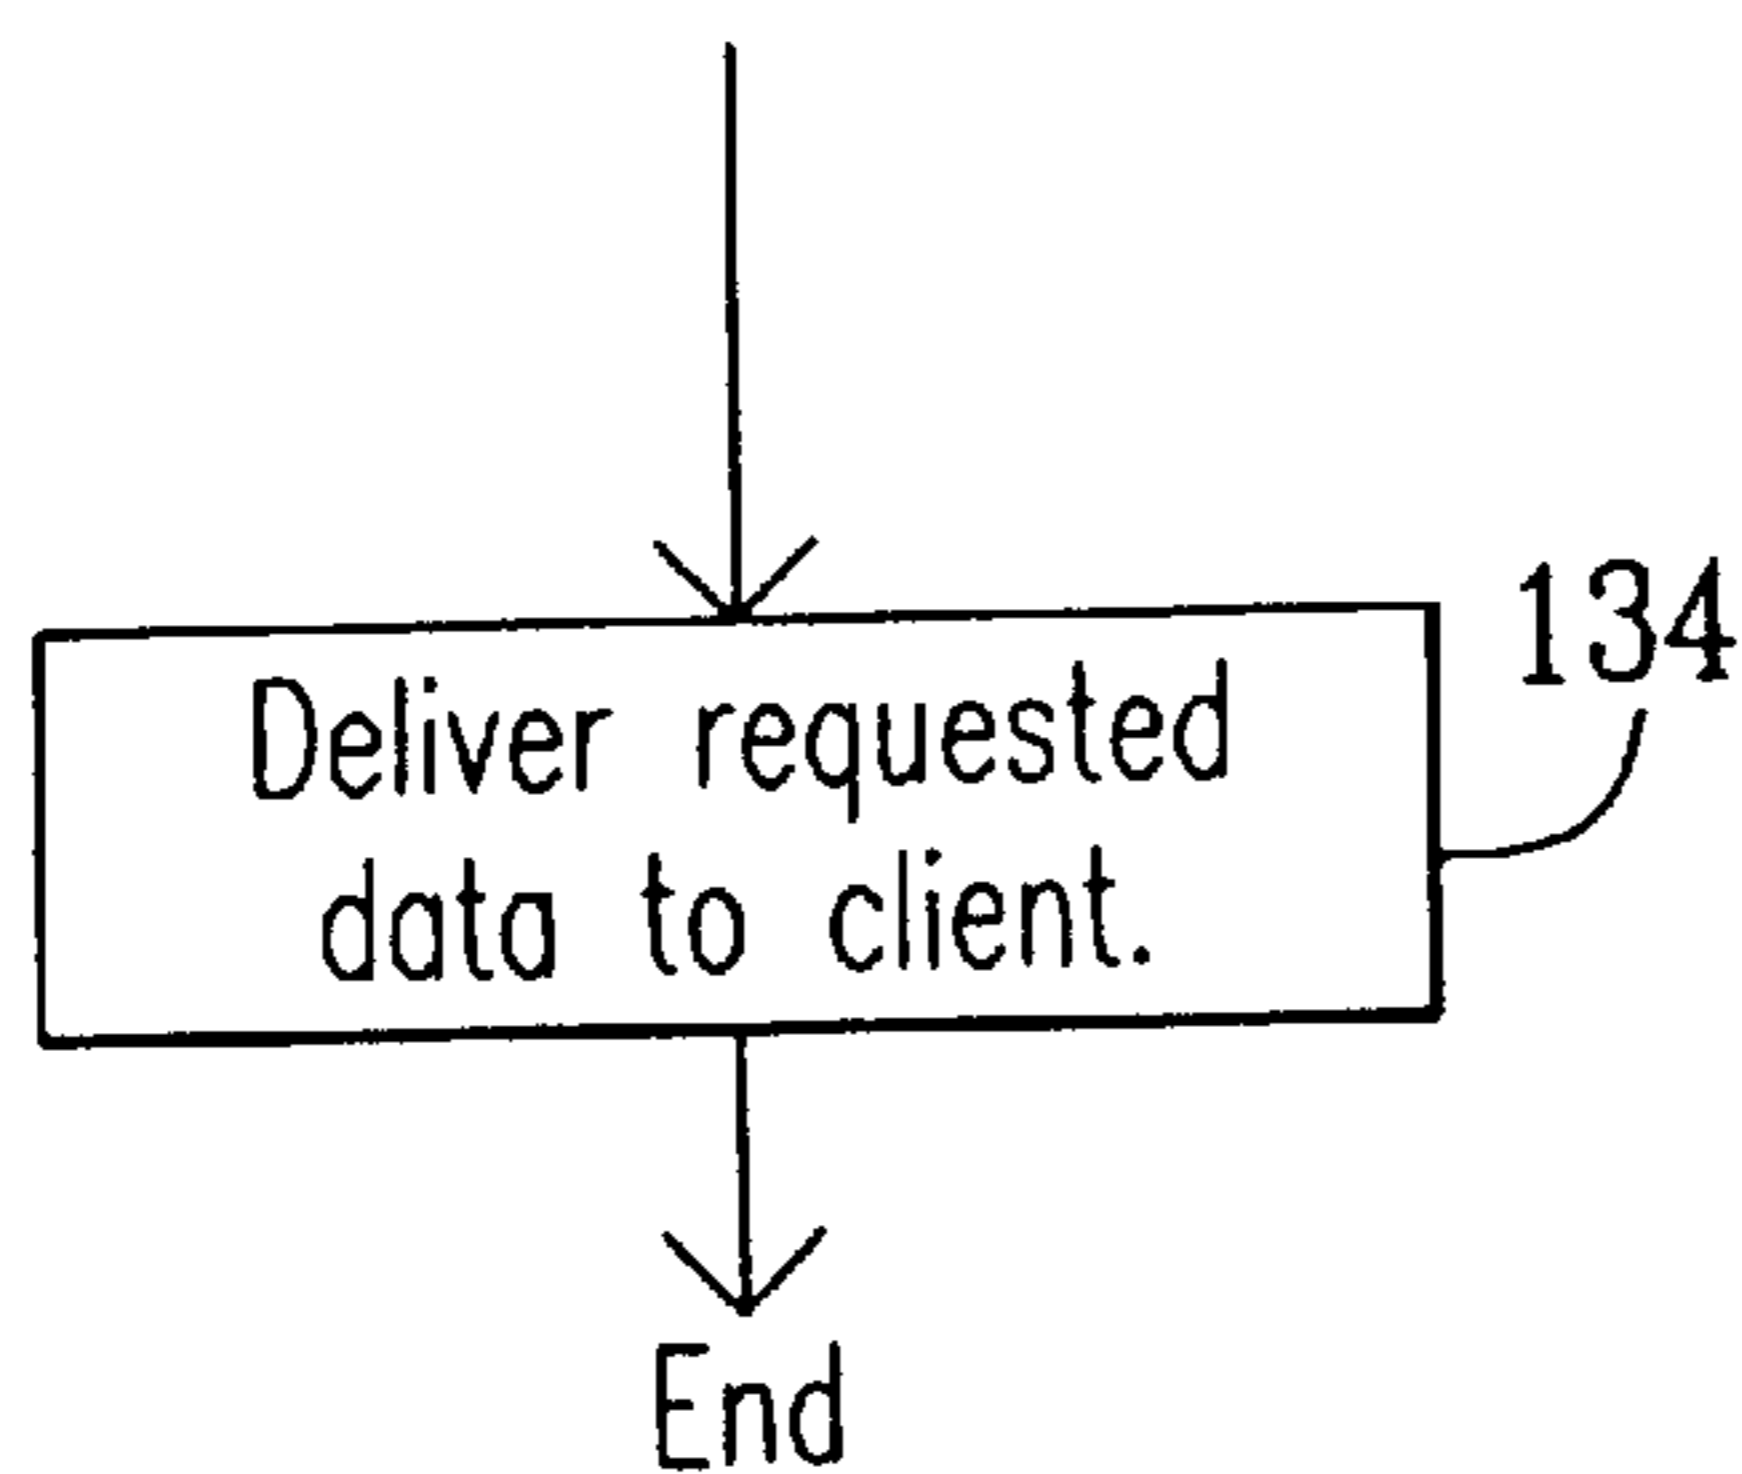 134
Deliver requested
data to client.
End